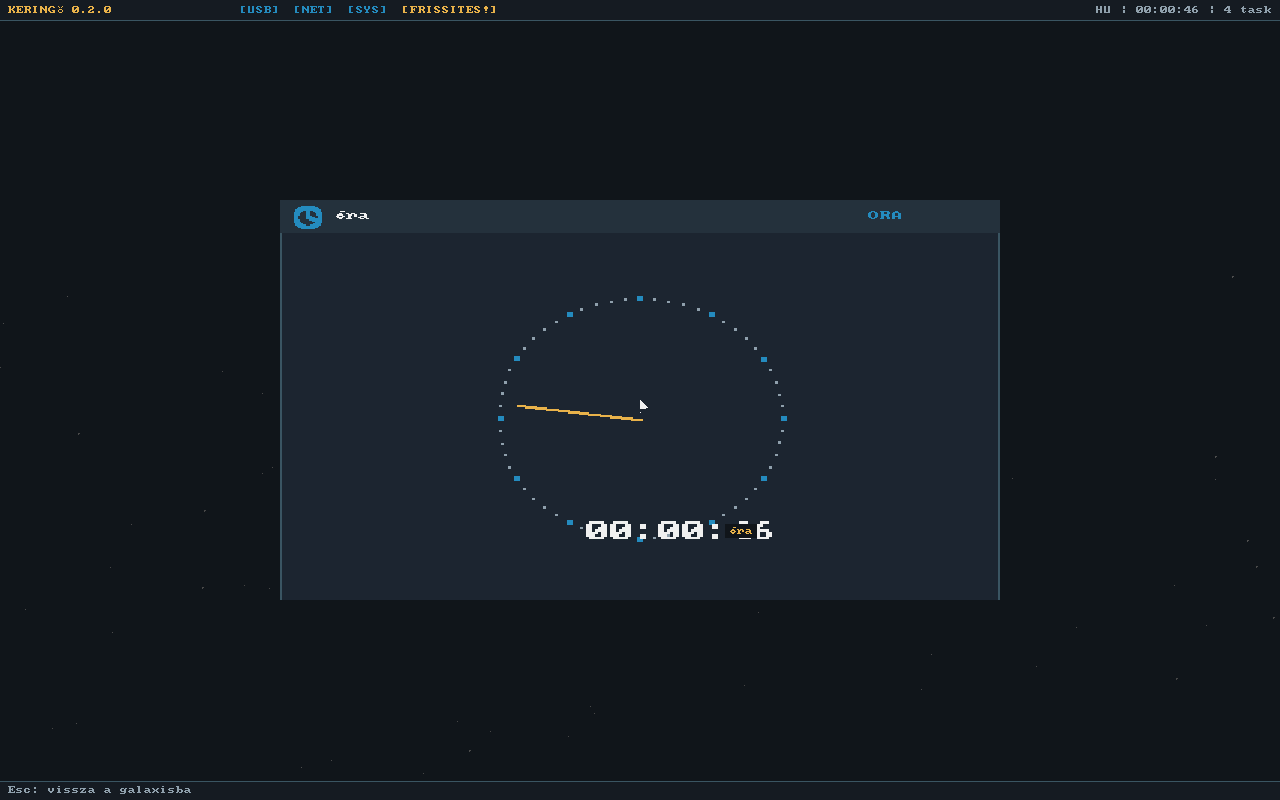 KERINGŐ 0.2.0 [USB] [NET] [SYS] [FRISSITES!] HU | 00:00:46 | 4 task
óra ORA
00:00: 6
óra
Esc: vissza a galaxisba